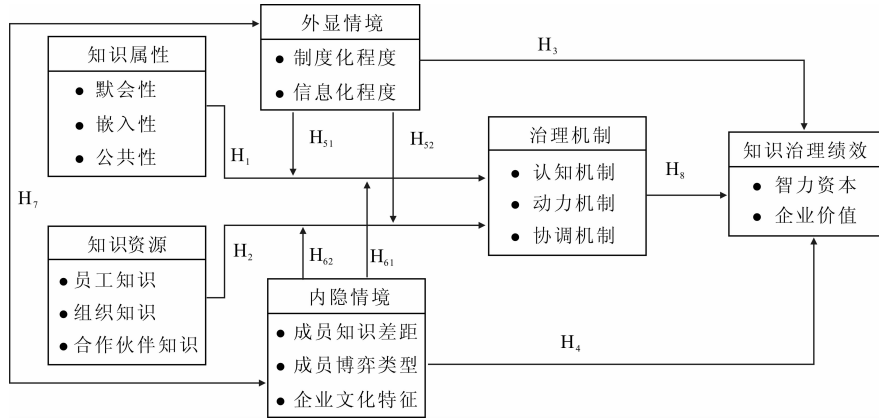 外显情境
● 制度化程度
● 信息化程度
知识属性
● 默会性
● 嵌入性
● 公共性
H3
H51
H52
H1
治理机制
● 认知机制
● 动力机制
● 协调机制
H8
知识治理绩效
● 智力资本
● 企业价值
H7
知识资源
● 员工知识
● 组织知识
● 合作伙伴知识
H2
H62
H61
内隐情境
● 成员知识差距
● 成员博弈类型
● 企业文化特征
H4